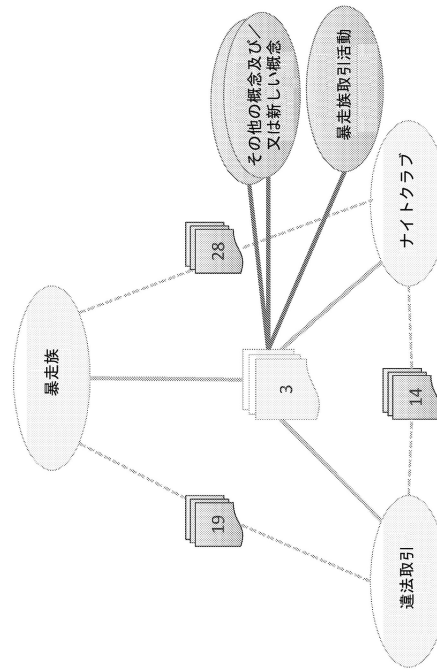 暴走族
19
28
3
14
違法取引
ナイトクラブ
その他の概念及び／
又は新しい概念
暴走族取引活動